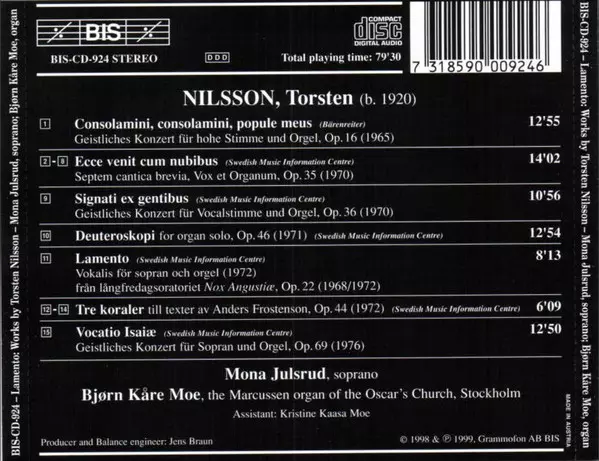 BIS
BIS-CD-924 STEREO
DDD
COMPACT
disc
DIGITAL AUDIO
Total playing time: 79'30
7 318590 009246
NILSSON, Torsten (b. 1920)
1 Consolamini, consolamini, popule meus (Bärenreiter) 12'55
Geistliches Konzert für hohe Stimme und Orgel, Op. 16 (1965)
2-8 Ecce venit cum nubibus (Swedish Music Information Centre) 14'02
Septem cantica brevia, Vox et Organum, Op. 35 (1970)
9 Signati ex gentibus (Swedish Music Information Centre) 10'56
Geistliches Konzert für Vocalstimme und Orgel, Op. 36 (1970)
10 Deuteroskopi for organ solo, Op. 46 (1971) (Swedish Music Information Centre) 12'54
11 Lamento (Swedish Music Information Centre) 8'13
Vokalis för sopran och orgel (1972)
från långfredagsoratoriet Nox Angustiæ, Op. 22 (1968/1972)
12-14 Tre koraler till texter av Anders Frostenson, Op. 44 (1972) (Swedish Music Information Centre) 6'09
15 Vocatio Isaiæ (Swedish Music Information Centre) 12'50
Geistliches Konzert für Sopran und Orgel, Op. 69 (1976)
Mona Julsrud, soprano
Bjørn Kåre Moe, the Marcussen organ of the Oscar's Church, Stockholm
Assistant: Kristine Kaasa Moe
Producer and Balance engineer: Jens Braun
© 1998 & ℗ 1999, Grammofon AB BIS
MADE IN AUSTRIA
BIS-CD-924 – Lamento: Works by Torsten Nilsson – Mona Julsrud, soprano; Bjørn Kåre Moe, organ
BIS-CD-924 – Lamento: Works by Torsten Nilsson – Mona Julsrud, soprano; Bjørn Kåre Moe, organ